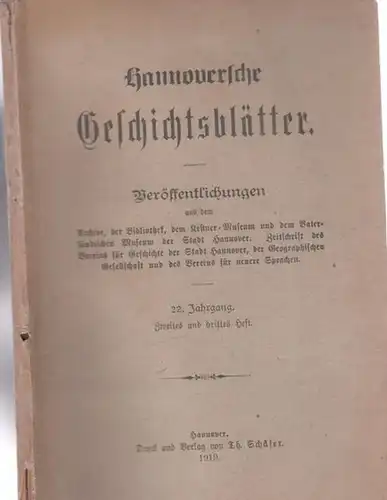 Hannoversche
Geschichtsblätter.
Veröffentlichungen
aus dem
Archive, der Bibliothek, dem Kestner-Museum und dem Vater-
ländischen Museum der Stadt Hannover. Zeitschrift des
Vereins für Geschichte der Stadt Hannover, der Geographischen
Gesellschaft und des Vereins für neuere Sprachen.
22. Jahrgang.
Zweites und drittes Heft.
Hannover.
Druck und Verlag von Th. Schäfer.
1919.